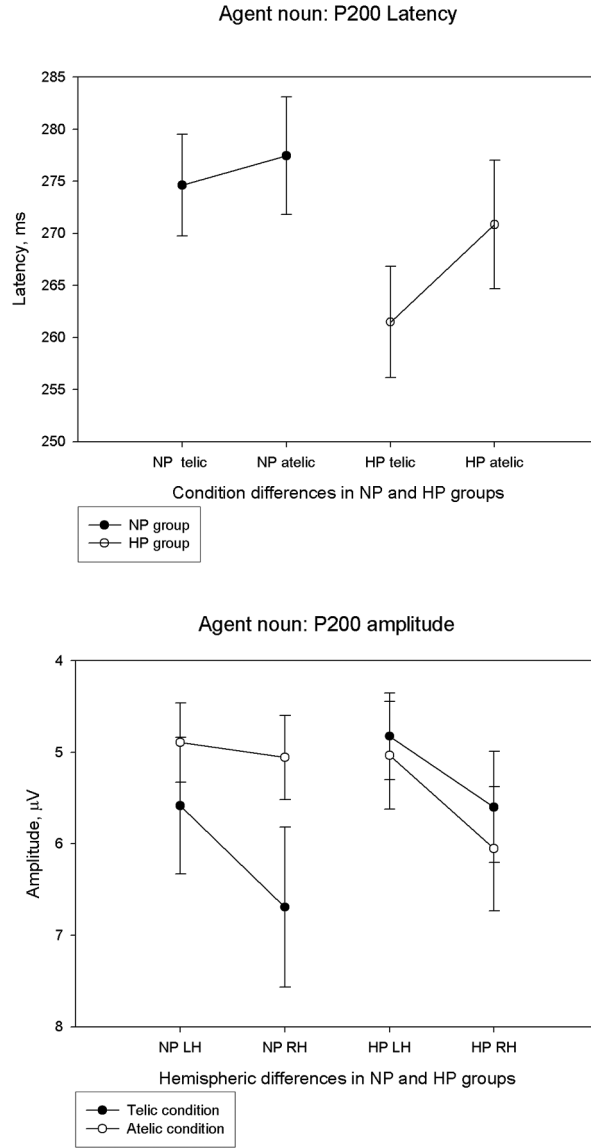 Agent noun: P200 Latency
285
280
275
270
265
260
255
250
Latency, ms
NP telic NP atelic HP telic HP atelic
Condition differences in NP and HP groups
NP group
HP group
Agent noun: P200 amplitude
4
5
6
7
8
Amplitude, μV
NP LH NP RH HP LH HP RH
Hemispheric differences in NP and HP groups
Telic condition
Atelic condition